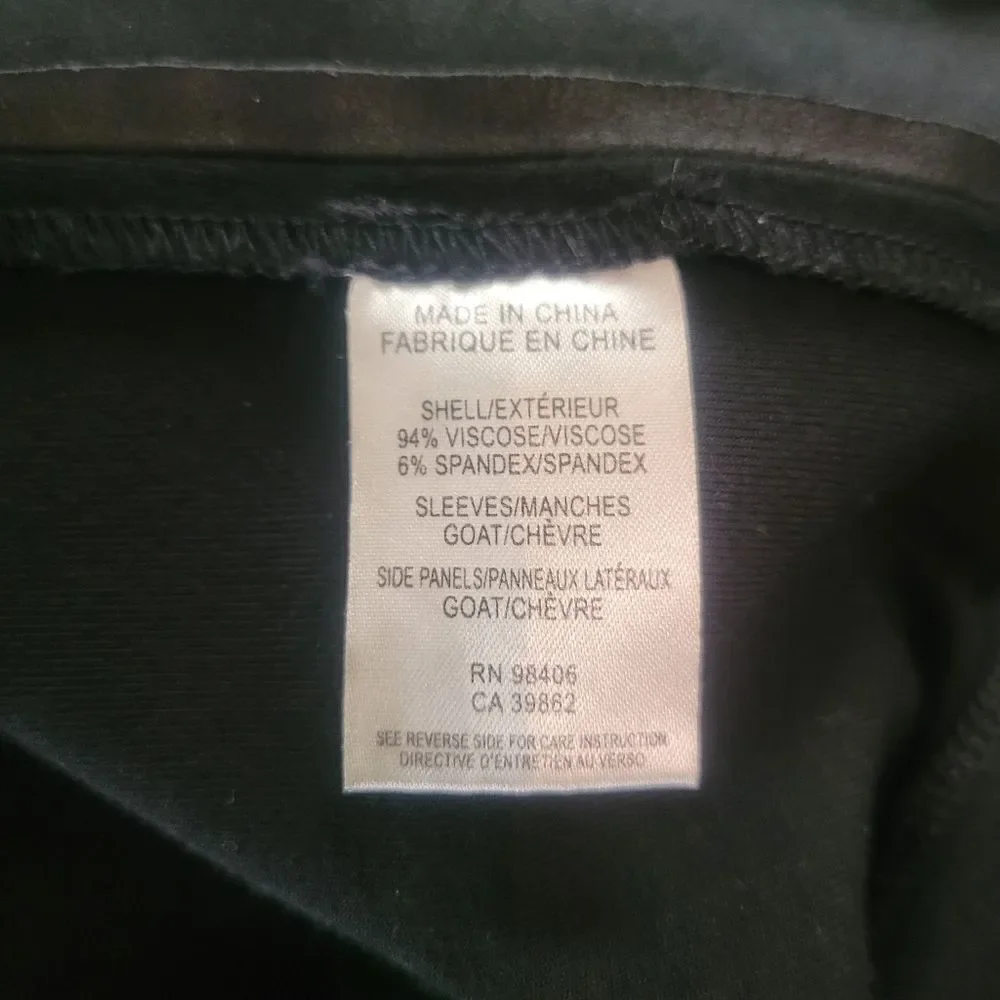 MADE IN CHINA
FABRIQUE EN CHINE
SHELL/EXTÉRIEUR
94% VISCOSE/VISCOSE
6% SPANDEX/SPANDEX
SLEEVES/MANCHES
GOAT/CHÈVRE
SIDE PANELS/PANNEAUX LATÉRAUX
GOAT/CHÈVRE
RN 98406
CA 39862
SEE REVERSE SIDE FOR CARE INSTRUCTION
DIRECTIVE D'ENTRETIEN AU VERSO